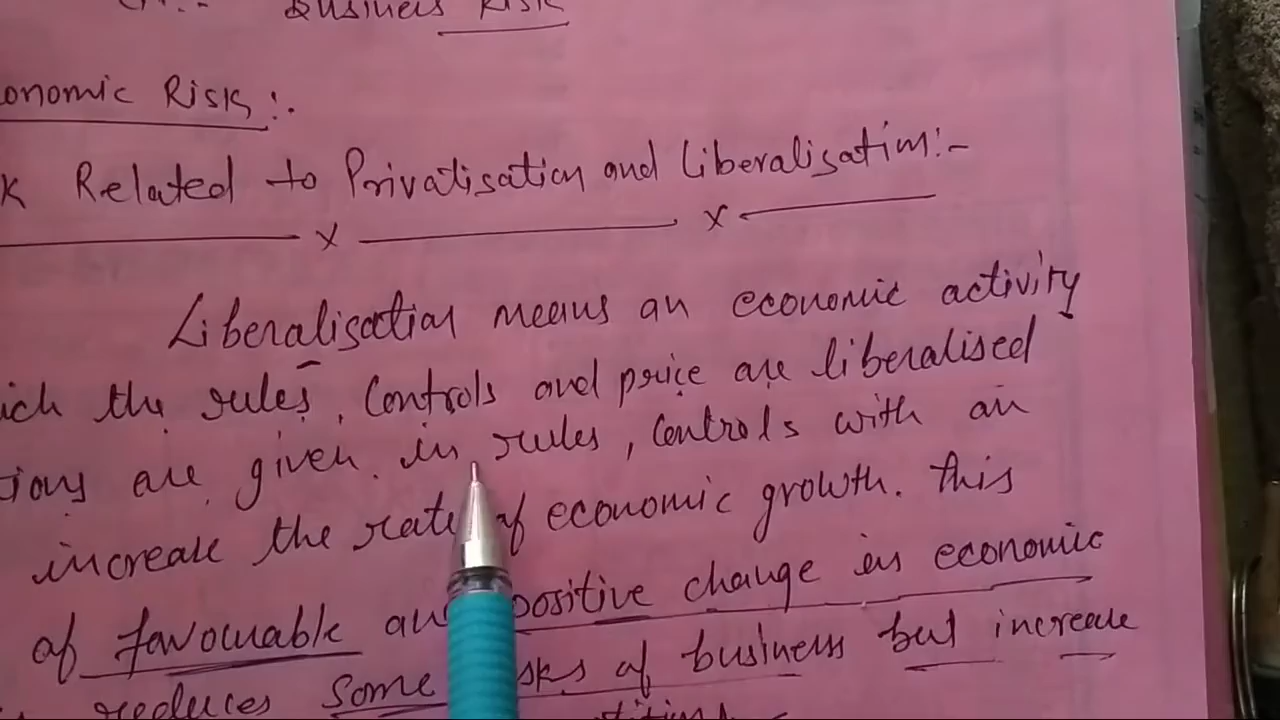 Business Risk
onomic Risk:.
k Related to Privatisation and Liberalisation:-
x x
Liberalisation means an economic activity
ich the rules, Controls and price are liberalised
tions are given in rules, controls with an
increase the rate of economic growth. This
of favourable and positive change in economic
reduces some risks of business but increase